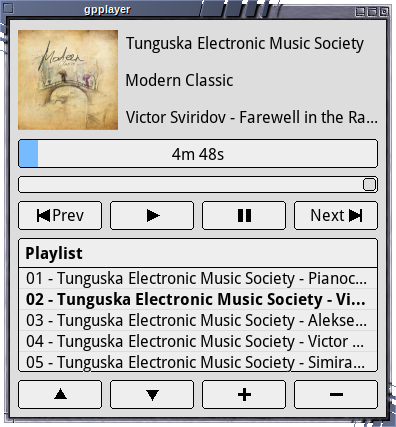 gpplayer
Modern
Tunguska Electronic Music Society
Modern Classic
Victor Sviridov - Farewell in the Ra...
4m 48s
Prev
Next
Playlist
01 - Tunguska Electronic Music Society - Pianoc...
02 - Tunguska Electronic Music Society - Vi...
03 - Tunguska Electronic Music Society - Alekse...
04 - Tunguska Electronic Music Society - Victor ...
05 - Tunguska Electronic Music Society - Simira...